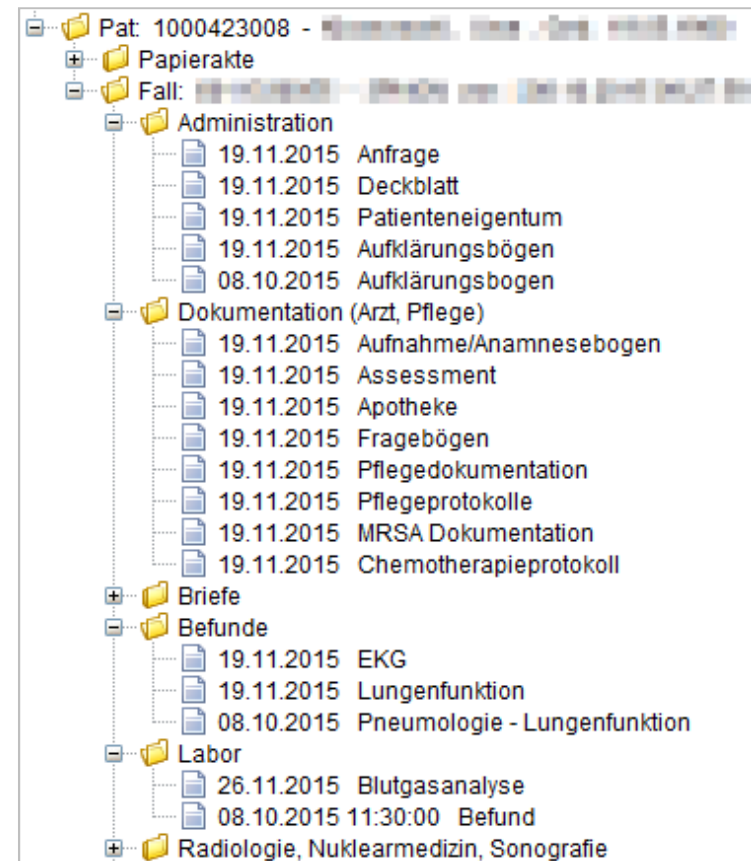 Pat: 1000423008 -
Papierakte
Fall:
Administration
19.11.2015 Anfrage
19.11.2015 Deckblatt
19.11.2015 Patienteneigentum
19.11.2015 Aufklärungsbögen
08.10.2015 Aufklärungsbogen
Dokumentation (Arzt, Pflege)
19.11.2015 Aufnahme/Anamnesebogen
19.11.2015 Assessment
19.11.2015 Apotheke
19.11.2015 Fragebögen
19.11.2015 Pflegedokumentation
19.11.2015 Pflegeprotokolle
19.11.2015 MRSA Dokumentation
19.11.2015 Chemotherapieprotokoll
Briefe
Befunde
19.11.2015 EKG
19.11.2015 Lungenfunktion
08.10.2015 Pneumologie - Lungenfunktion
Labor
26.11.2015 Blutgasanalyse
08.10.2015 11:30:00 Befund
Radiologie, Nuklearmedizin, Sonografie